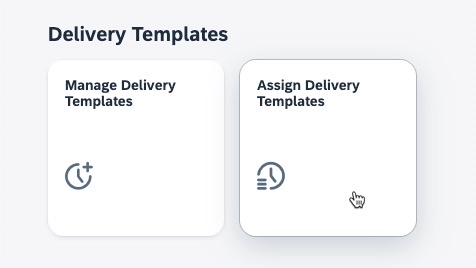 Delivery Templates
Manage Delivery
Templates
Assign Delivery
Templates